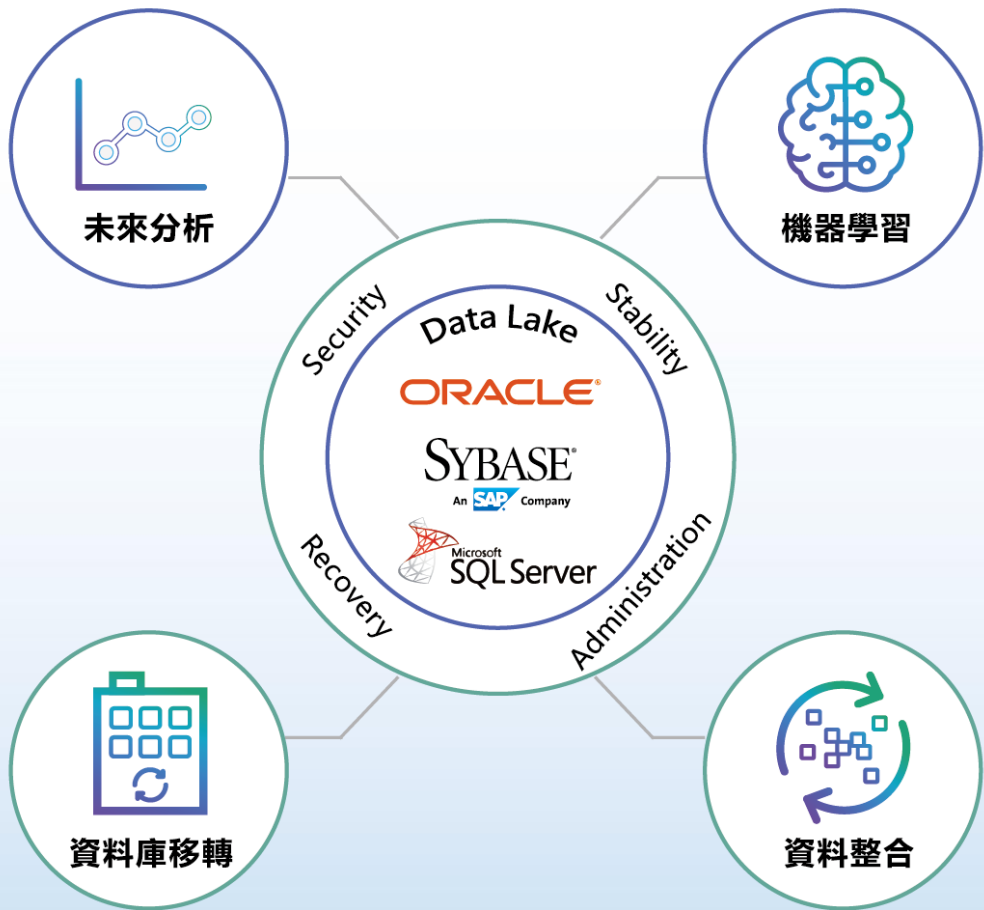 未來分析
機器學習
Security
Stability
Data Lake
ORACLE®
SYBASE®
An SAP Company
Microsoft
SQL Server
Recovery
Administration
資料庫移轉
資料整合